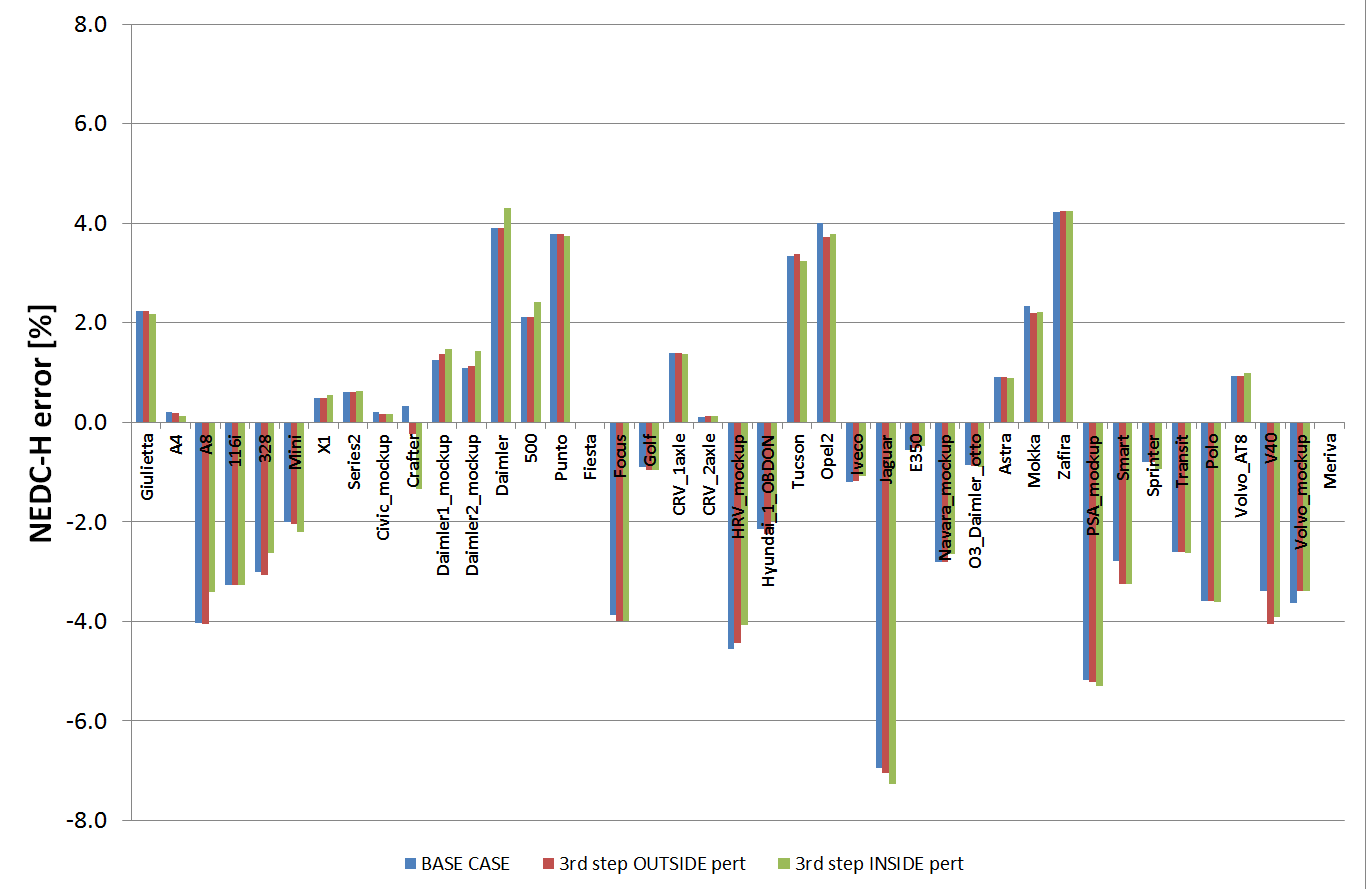 8.0
6.0
4.0
2.0
0.0
-2.0
-4.0
-6.0
-8.0
NEDC-H error [%]
Giulietta
A4
A8
116i
328
Mini
X1
Series2
Civic_mockup
Crafter
Daimler1_mockup
Daimler2_mockup
Daimler
500
Punto
Fiesta
Focus
Golf
CRV_1axle
CRV_2axle
HRV_mockup
Hyundai_1_OBDON
Tucson
Opel2
Iveco
Jaguar
E350
Navara_mockup
O3_Daimler_otto
Astra
Mokka
Zafira
PSA_mockup
Smart
Sprinter
Transit
Polo
Volvo_AT8
V40
Volvo_mockup
Meriva
BASE CASE
3rd step OUTSIDE pert
3rd step INSIDE pert